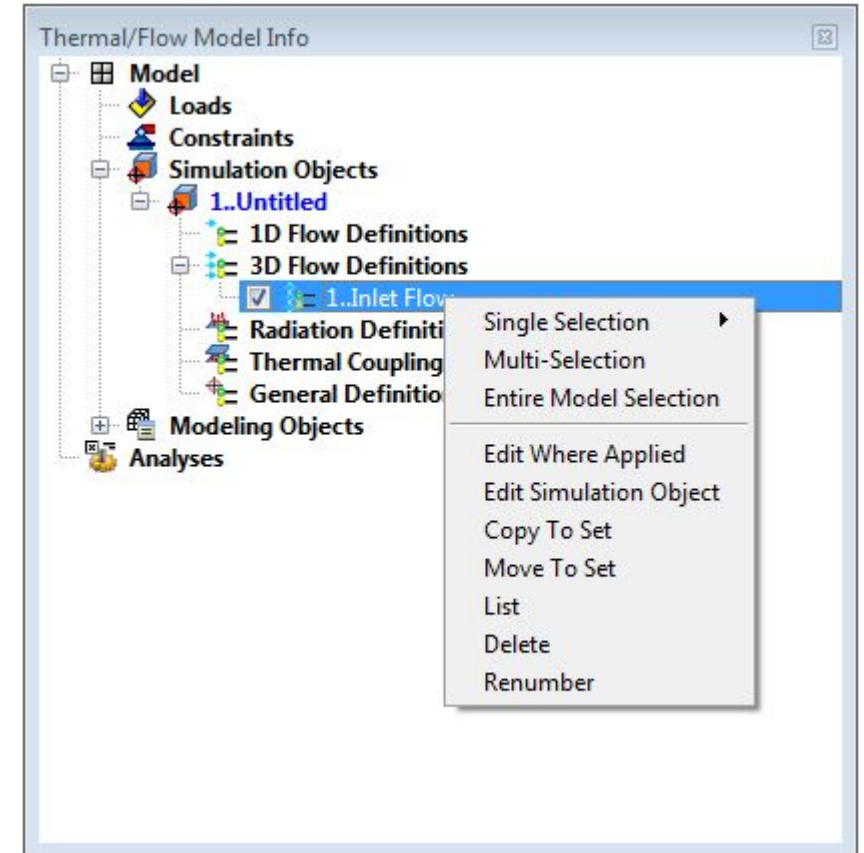 Thermal/Flow Model Info
Model
Loads
Constraints
Simulation Objects
1..Untitled
1D Flow Definitions
3D Flow Definitions
1..Inlet Flow
Radiation Definiti
Thermal Coupling
General Definitio
Modeling Objects
Analyses
Single Selection
Multi-Selection
Entire Model Selection
Edit Where Applied
Edit Simulation Object
Copy To Set
Move To Set
List
Delete
Renumber